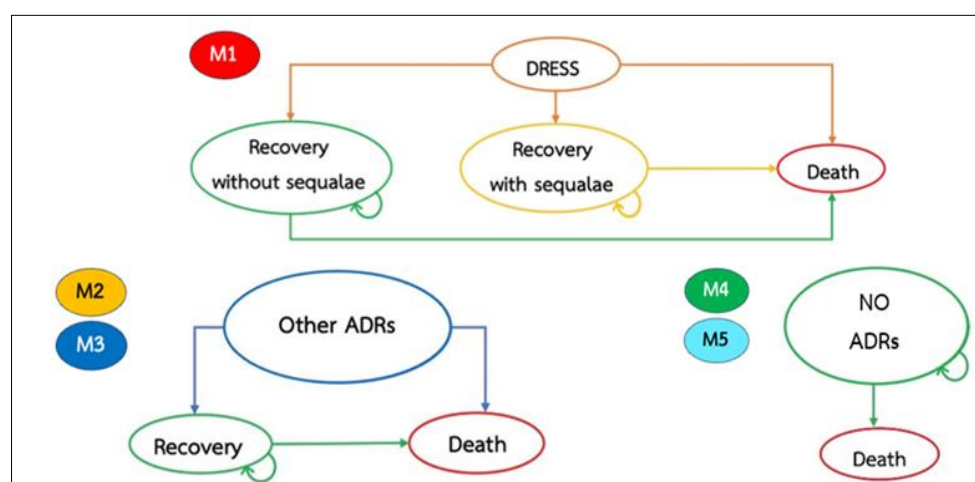 M1
DRESS
Recovery
without sequalae
Recovery
with sequalae
Death
M2
M3
Other ADRs
Recovery
Death
M4
M5
NO
ADRs
Death